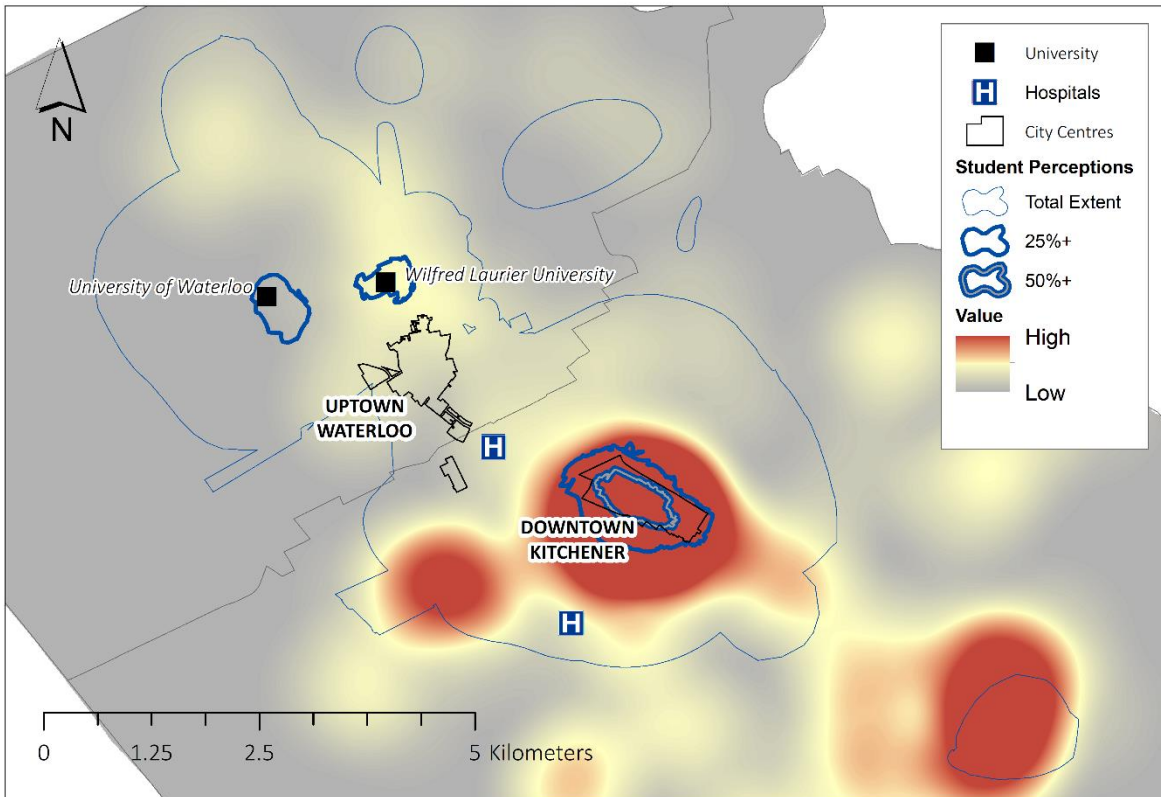 N
University
H Hospitals
City Centres
Student Perceptions
Total Extent
25%+
50%+
Value
High
Low
University of Waterloo
Wilfred Laurier University
UPTOWN
WATERLOO
H
DOWNTOWN
KITCHENER
H
0 1.25 2.5 5 Kilometers